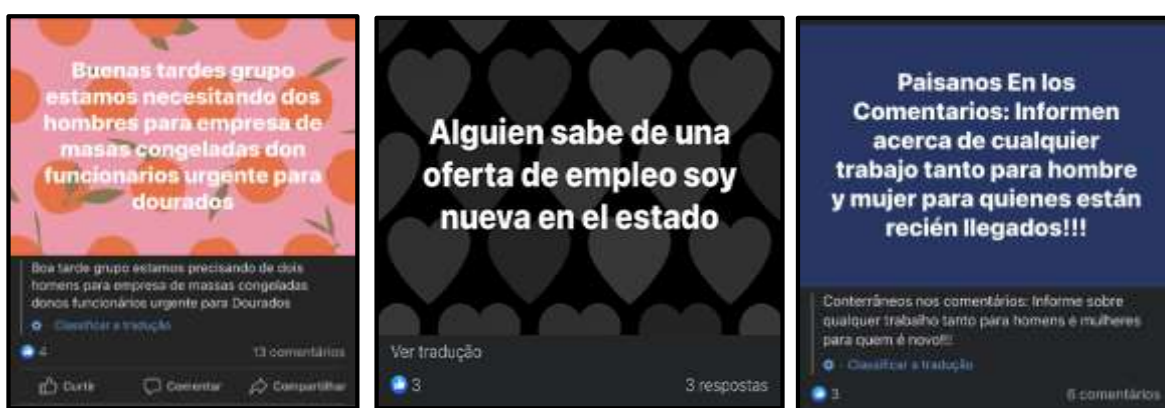 Buenas tardes grupo
estamos necesitando dos
hombres para empresa de
masas congeladas don
funcionarios urgente para
dourados
Boa tarde grupo estamos precisando de dois
homens para empresa de massas congeladas
donos funcionários urgente para Dourados
Classificar a tradução
4
13 comentários
Curtir
Comentar
Compartilhar
Alguien sabe de una
oferta de empleo soy
nueva en el estado
Ver tradução
3
3 respostas
Paisanos En los
Comentarios: Informen
acerca de cualquier
trabajo tanto para hombre
y mujer para quienes están
recién llegados!!!
Conterrâneos nos comentários: Informe sobre
qualquer trabalho tanto para homens e mulheres
para quem é novo!!!
Classificar a tradução
3
6 comentários